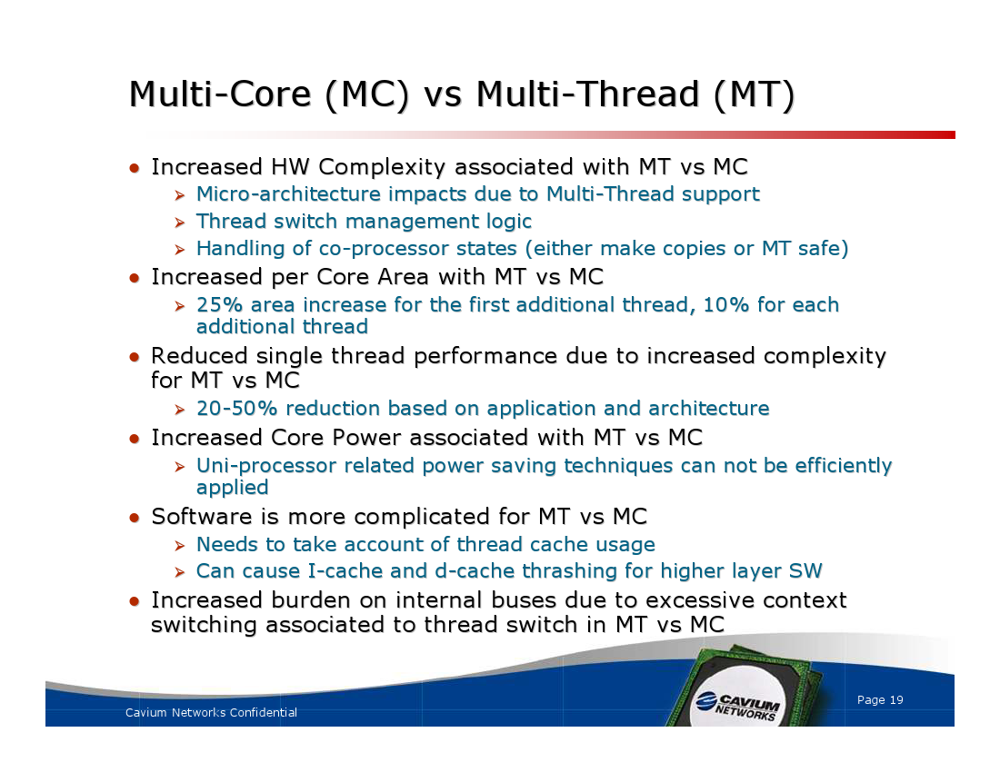 Multi-Core (MC) vs Multi-Thread (MT)
● Increased HW Complexity associated with MT vs MC
➢ Micro-architecture impacts due to Multi-Thread support
➢ Thread switch management logic
➢ Handling of co-processor states (either make copies or MT safe)
● Increased per Core Area with MT vs MC
➢ 25% area increase for the first additional thread, 10% for each
additional thread
● Reduced single thread performance due to increased complexity
for MT vs MC
➢ 20-50% reduction based on application and architecture
● Increased Core Power associated with MT vs MC
➢ Uni-processor related power saving techniques can not be efficiently
applied
● Software is more complicated for MT vs MC
➢ Needs to take account of thread cache usage
➢ Can cause I-cache and d-cache thrashing for higher layer SW
● Increased burden on internal buses due to excessive context
switching associated to thread switch in MT vs MC
CAVIUM
NETWORKS
Page 19
Cavium Networks Confidential